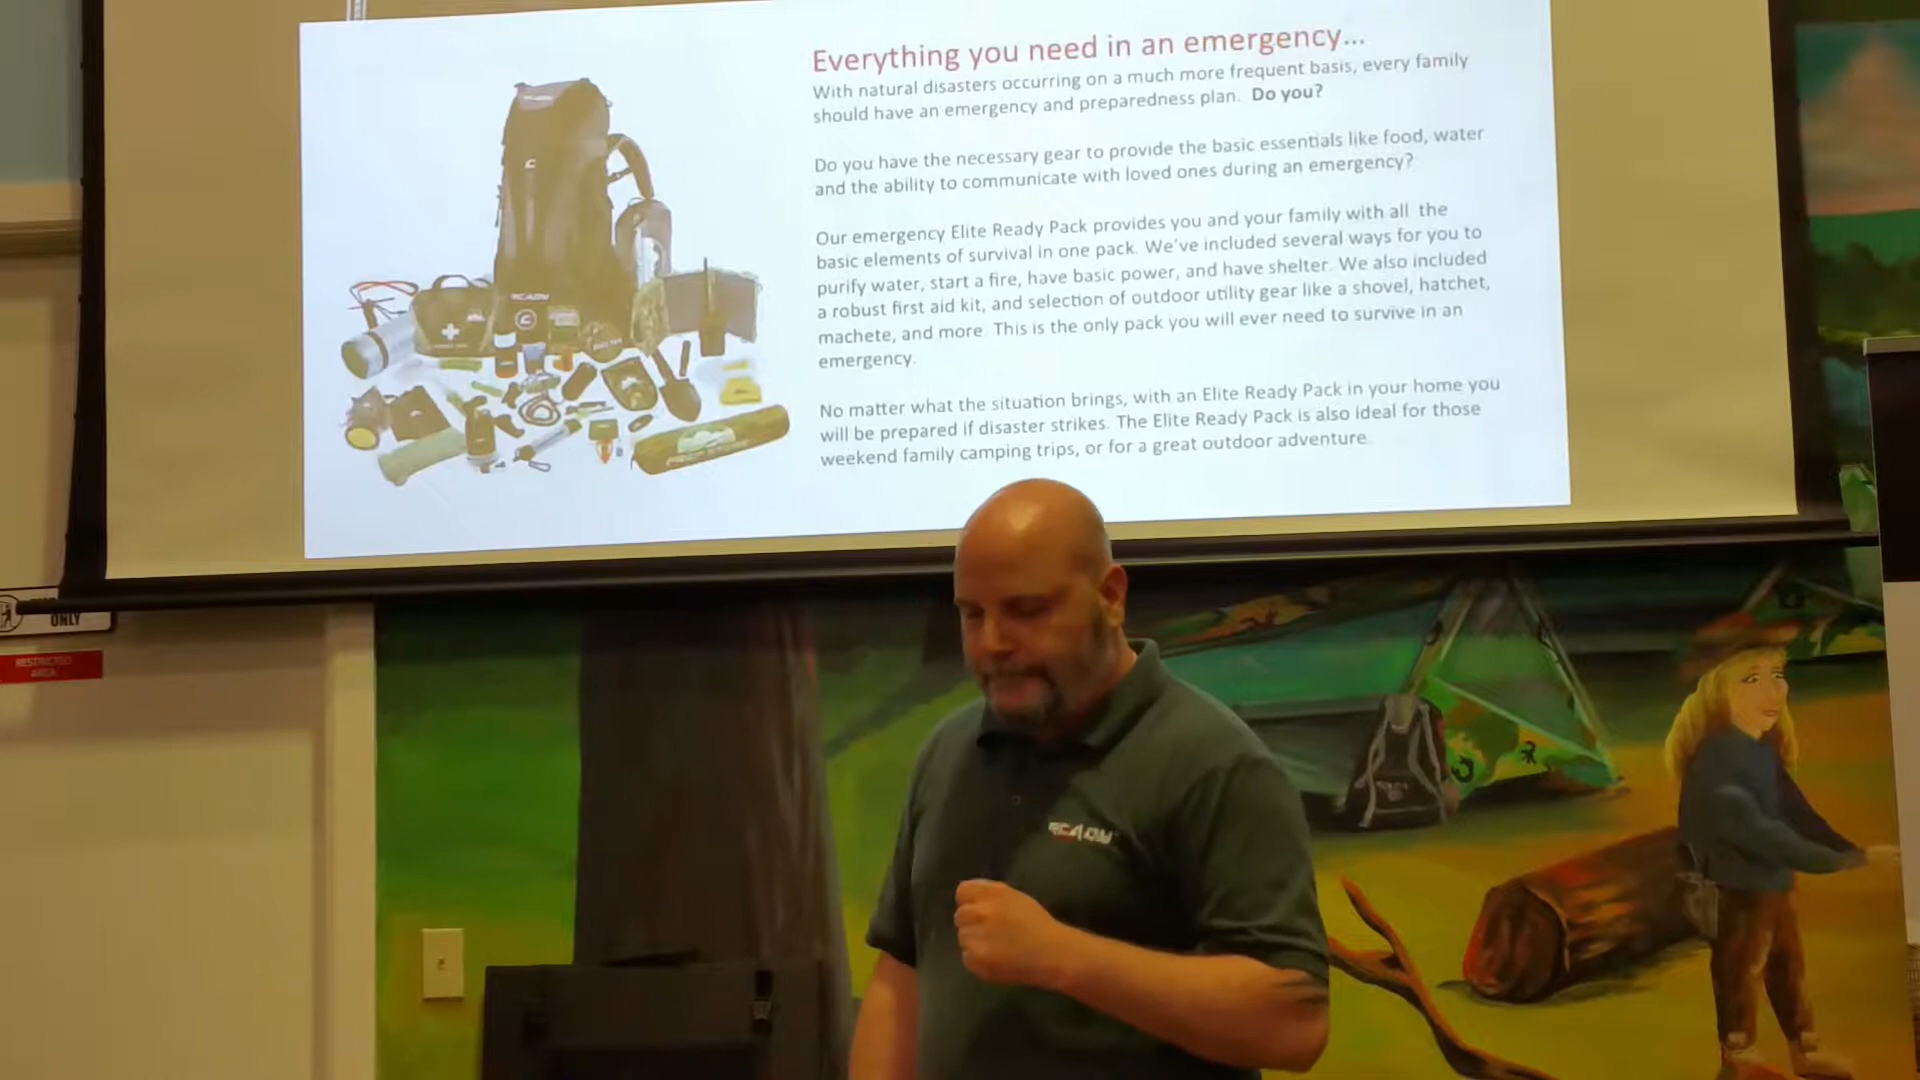 Everything you need in an emergency...
With natural disasters occurring on a much more frequent basis, every family
should have an emergency and preparedness plan. Do you?
Do you have the necessary gear to provide the basic essentials like food, water
and the ability to communicate with loved ones during an emergency?
Our emergency Elite Ready Pack provides you and your family with all the
basic elements of survival in one pack. We've included several ways for you to
purify water, start a fire, have basic power, and have shelter. We also included
a robust first aid kit, and selection of outdoor utility gear like a shovel, hatchet,
machete, and more. This is the only pack you will ever need to survive in an
emergency.
No matter what the situation brings, with an Elite Ready Pack in your home you
will be prepared if disaster strikes. The Elite Ready Pack is also ideal for those
weekend family camping trips, or for a great outdoor adventure.
READY
ONLY
RESTRICTED
AREA
READY